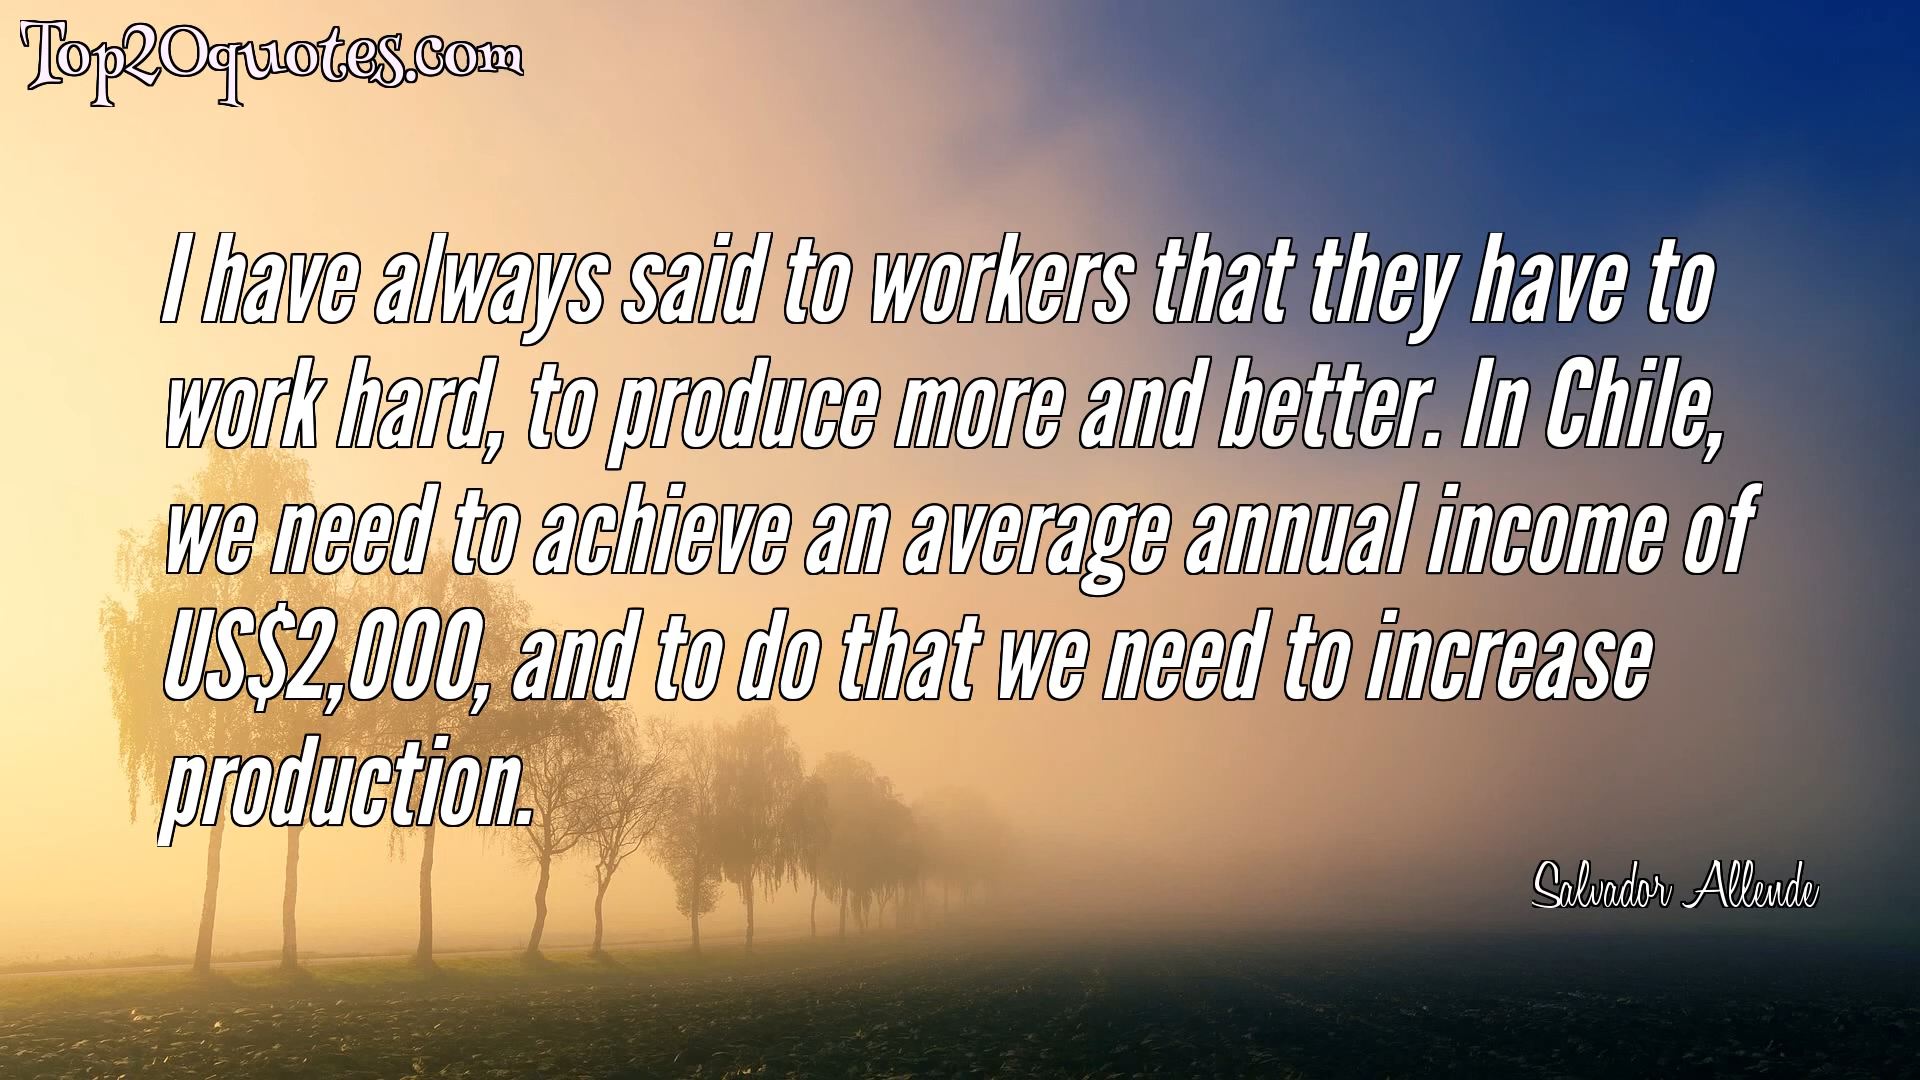 Top20quotes.com
I have always said to workers that they have to
work hard, to produce more and better. In Chile,
we need to achieve an average annual income of
US$2,000, and to do that we need to increase
production.
Salvador Allende